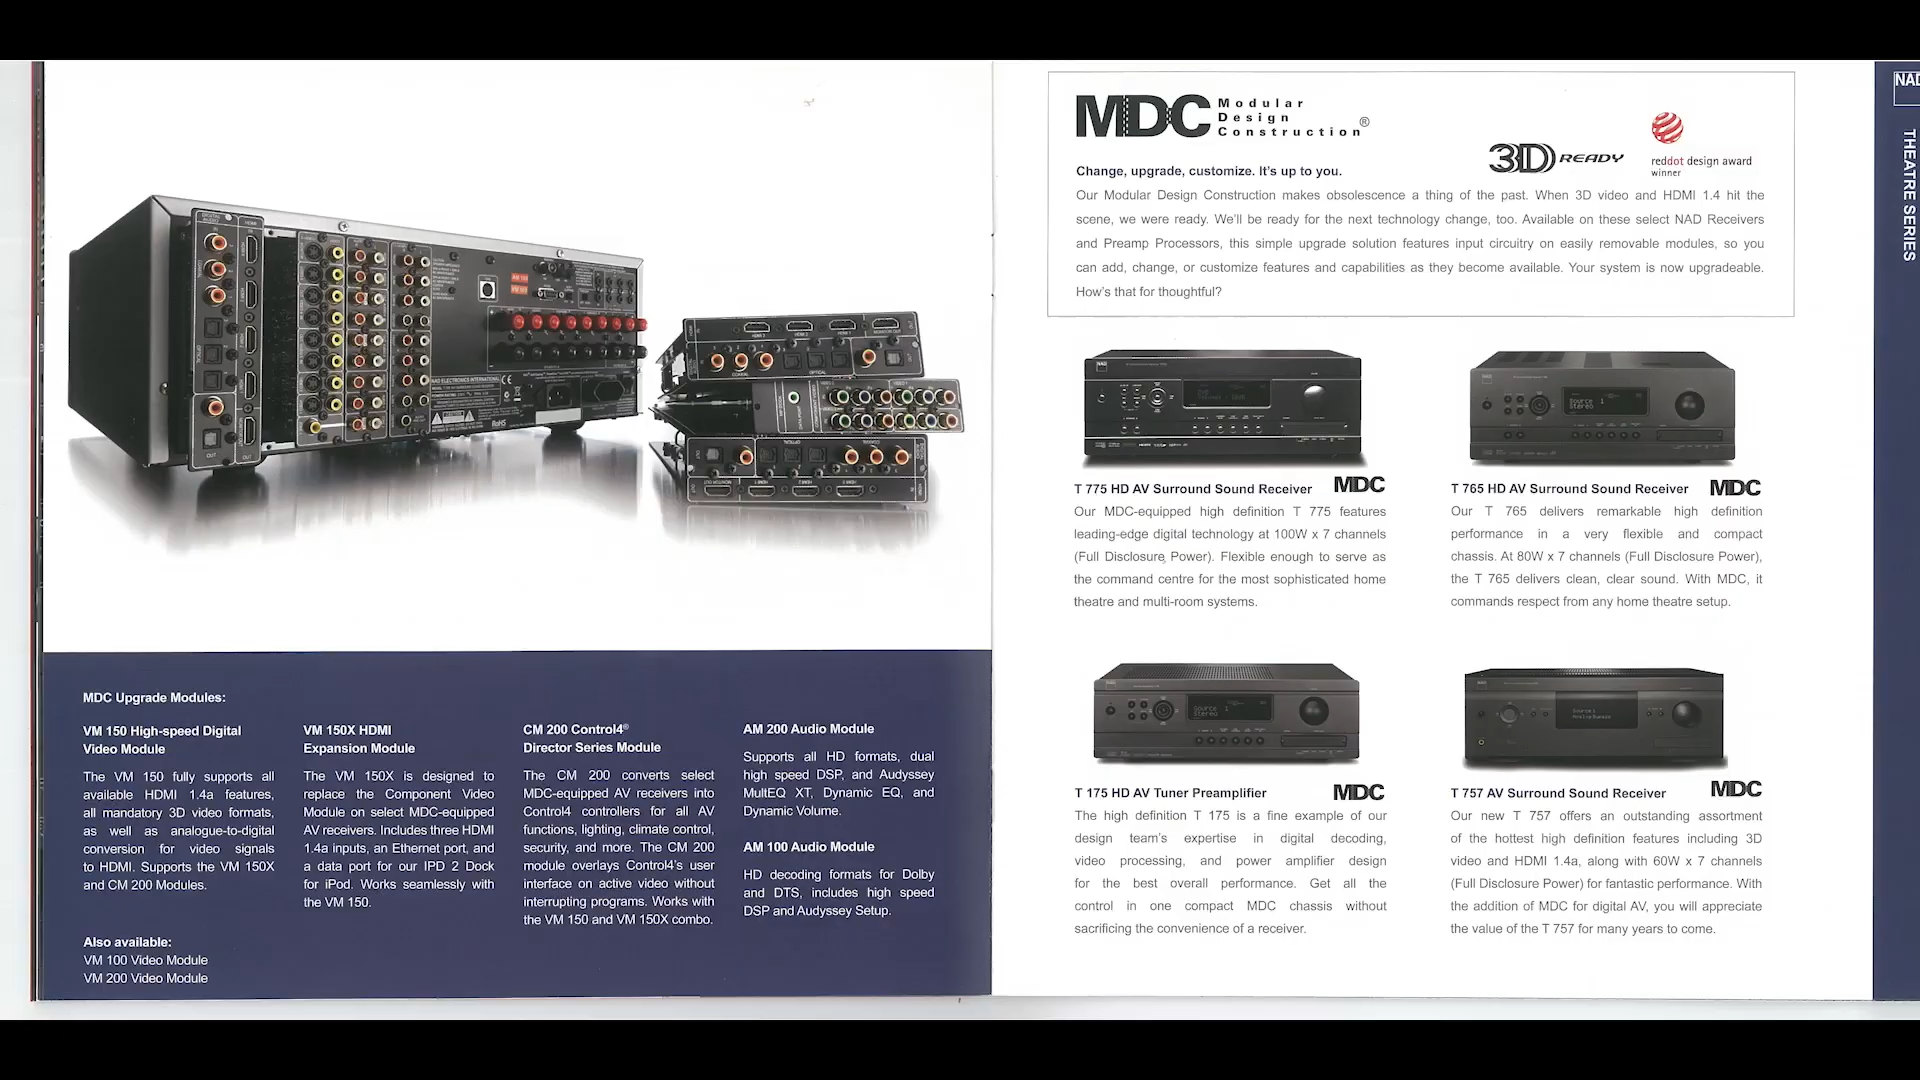 MDC Upgrade Modules:
VM 150 High-speed Digital
Video Module
The VM 150 fully supports all
available HDMI 1.4a features,
all mandatory 3D video formats,
as well as analogue-to-digital
conversion for video signals
to HDMI. Supports the VM 150X
and CM 200 Modules.
Also available:
VM 100 Video Module
VM 200 Video Module
VM 150X HDMI
Expansion Module
The VM 150X is designed to
replace the Component Video
Module on select MDC-equipped
AV receivers. Includes three HDMI
1.4a inputs, an Ethernet port, and
a data port for our IPD 2 Dock
for iPod. Works seamlessly with
the VM 150.
CM 200 Control4®
Director Series Module
The CM 200 converts select
MDC-equipped AV receivers into
Control4 controllers for all AV
functions, lighting, climate control,
security, and more. The CM 200
module overlays Control4's user
interface on active video without
interrupting programs. Works with
the VM 150 and VM 150X combo.
AM 200 Audio Module
Supports all HD formats, dual
high speed DSP, and Audyssey
MultEQ XT, Dynamic EQ, and
Dynamic Volume.
AM 100 Audio Module
HD decoding formats for Dolby
and DTS, includes high speed
DSP and Audyssey Setup.
MDC Modular
Design
Construction®
3D READY
reddot design award
winner
Change, upgrade, customize. It's up to you.
Our Modular Design Construction makes obsolescence a thing of the past. When 3D video and HDMI 1.4 hit the
scene, we were ready. We'll be ready for the next technology change, too. Available on these select NAD Receivers
and Preamp Processors, this simple upgrade solution features input circuitry on easily removable modules, so you
can add, change, or customize features and capabilities as they become available. Your system is now upgradeable.
How's that for thoughtful?
T 775 HD AV Surround Sound Receiver MDC
Our MDC-equipped high definition T 775 features
leading-edge digital technology at 100W x 7 channels
(Full Disclosure Power). Flexible enough to serve as
the command centre for the most sophisticated home
theatre and multi-room systems.
T 765 HD AV Surround Sound Receiver MDC
Our T 765 delivers remarkable high definition
performance in a very flexible and compact
chassis. At 80W x 7 channels (Full Disclosure Power),
the T 765 delivers clean, clear sound. With MDC, it
commands respect from any home theatre setup.
T 175 HD AV Tuner Preamplifier MDC
The high definition T 175 is a fine example of our
design team's expertise in digital decoding,
video processing, and power amplifier design
for the best overall performance. Get all the
control in one compact MDC chassis without
sacrificing the convenience of a receiver.
T 757 AV Surround Sound Receiver MDC
Our new T 757 offers an outstanding assortment
of the hottest high definition features including 3D
video and HDMI 1.4a, along with 60W x 7 channels
(Full Disclosure Power) for fantastic performance. With
the addition of MDC for digital AV, you will appreciate
the value of the T 757 for many years to come.
NAD
THEATRE SERIES